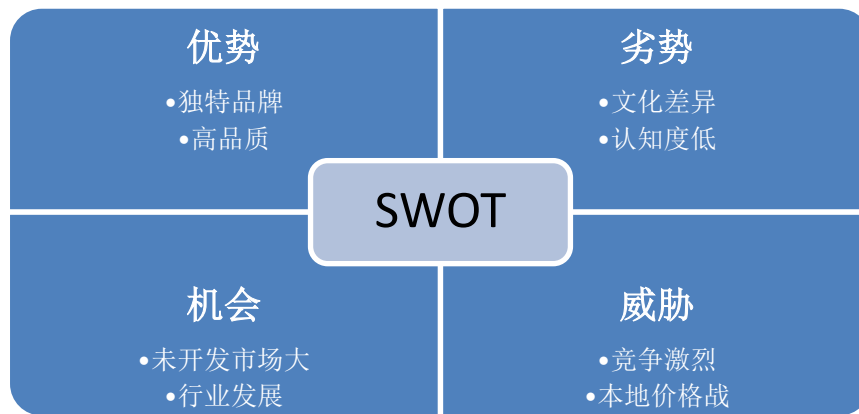 优势
•独特品牌
•高品质
劣势
•文化差异
•认知度低
SWOT
机会
•未开发市场大
•行业发展
威胁
•竞争激烈
•本地价格战